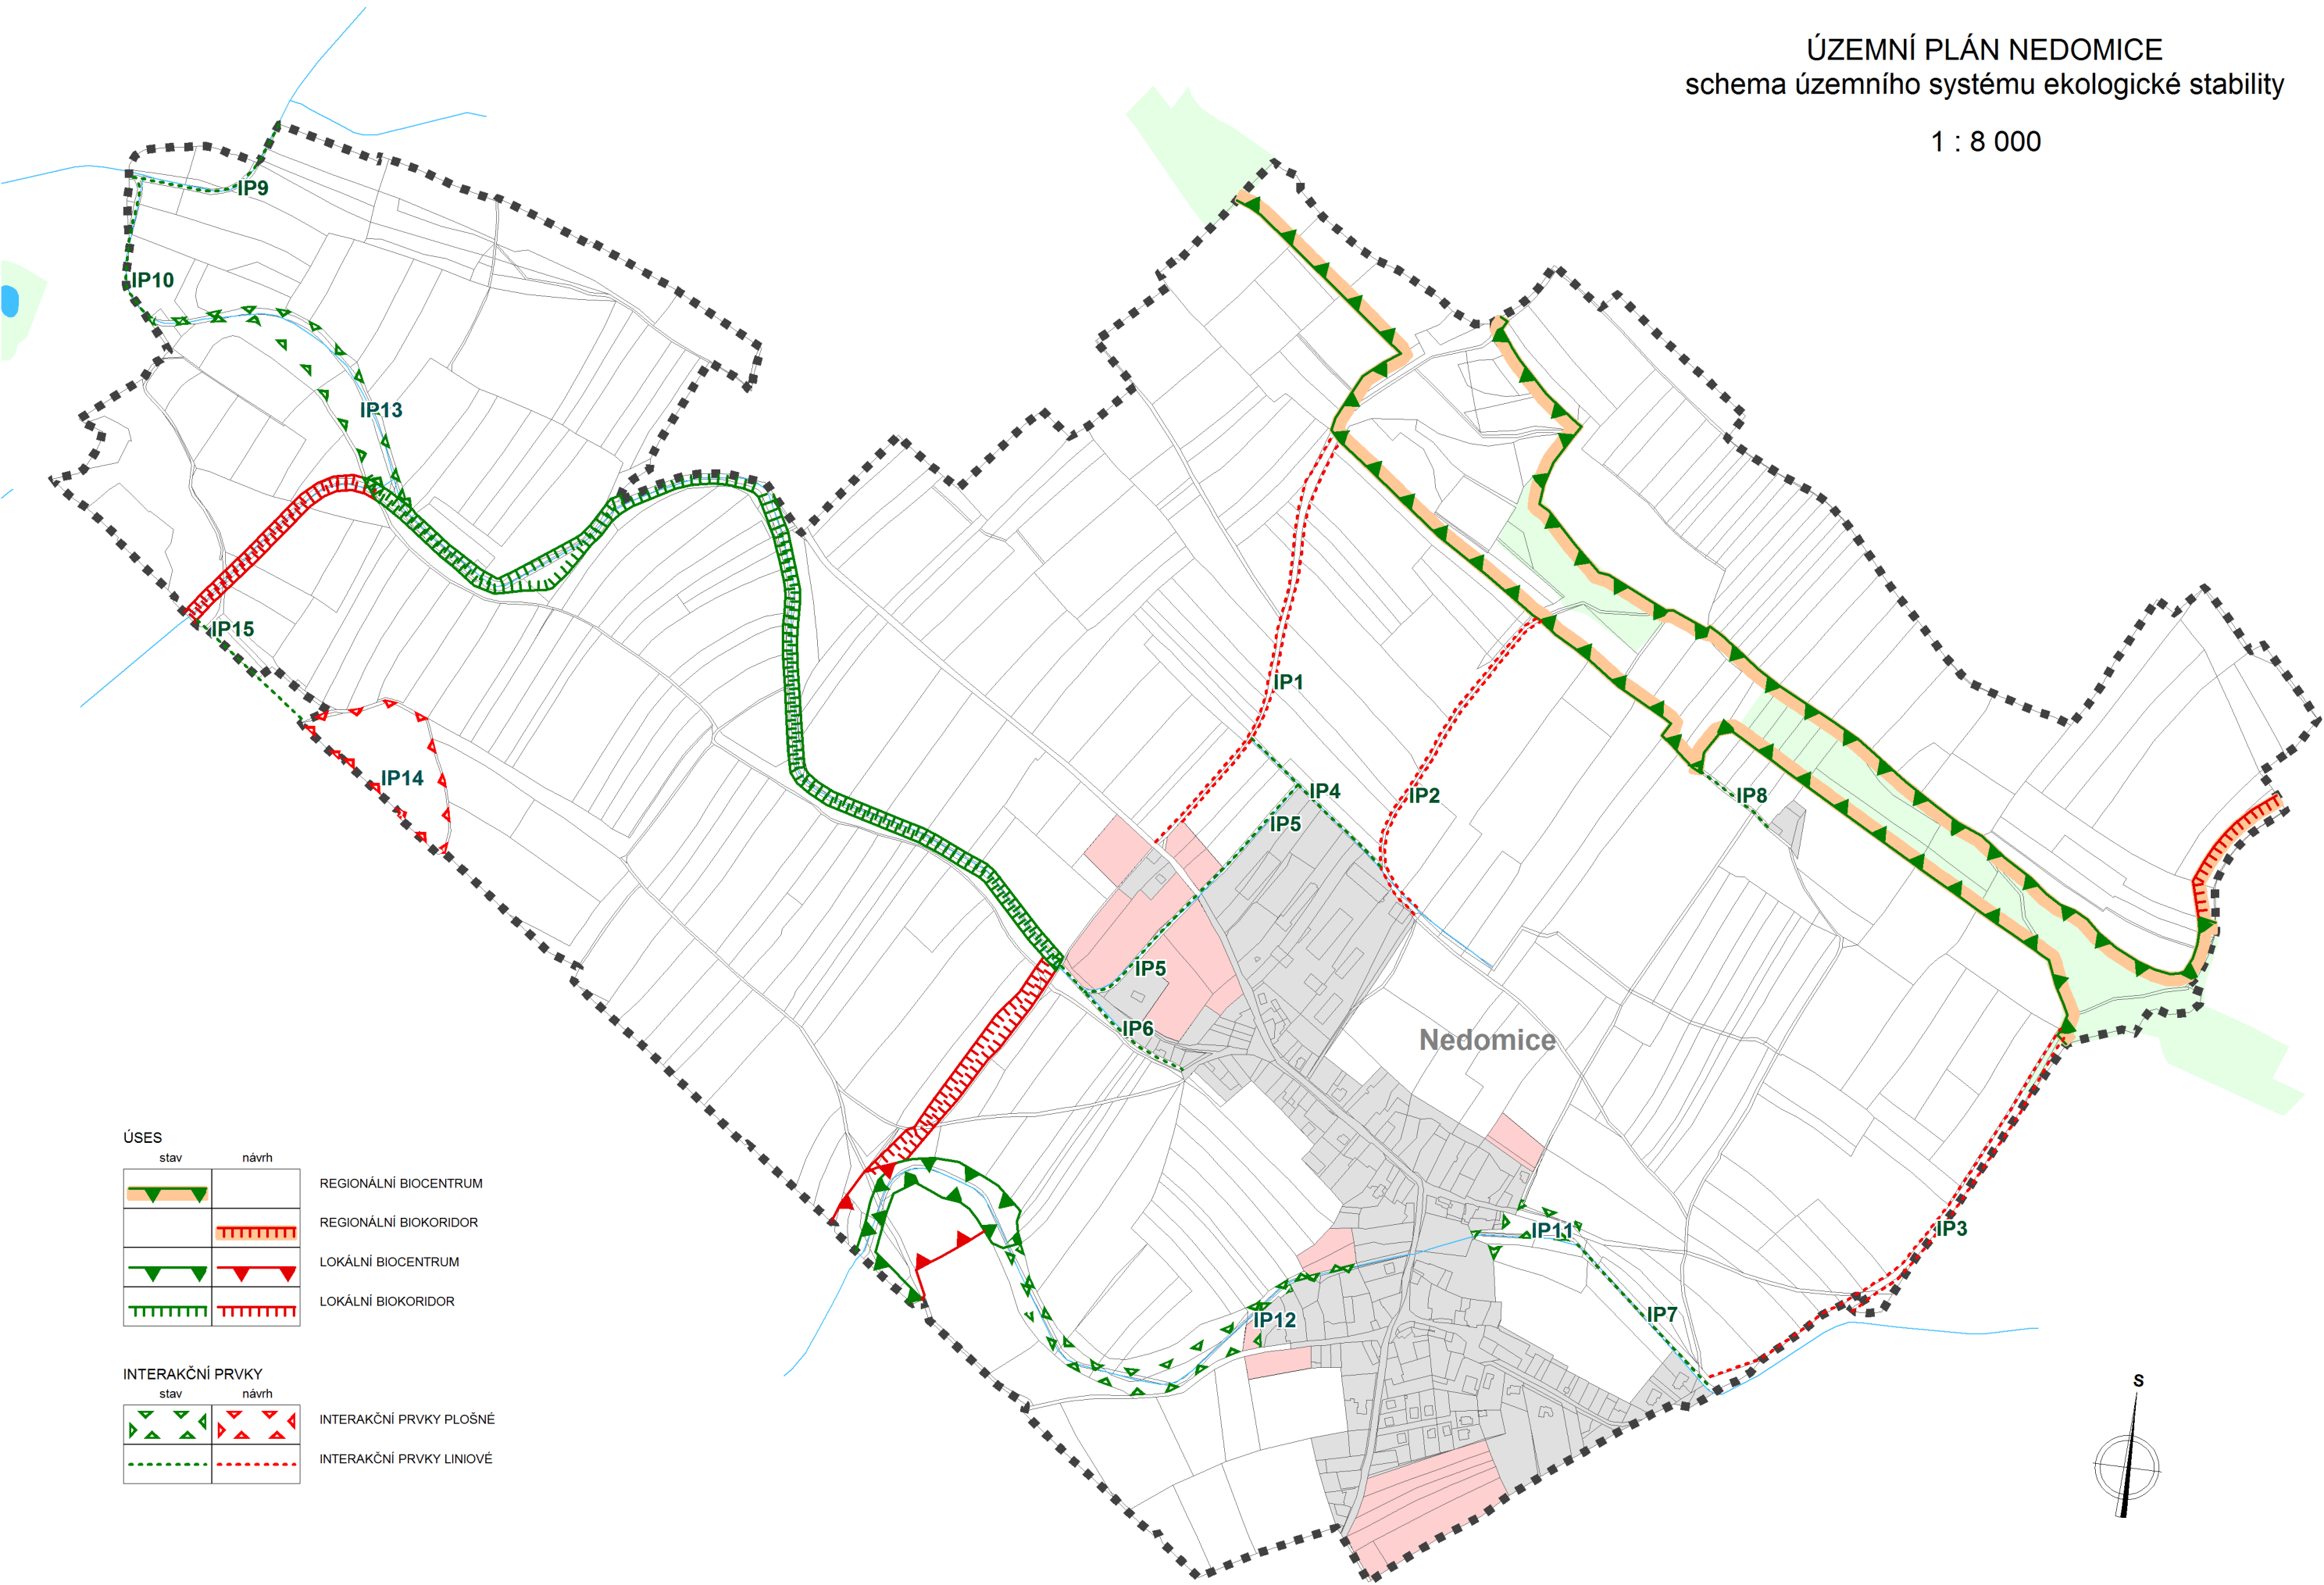 ÚZEMNÍ PLÁN NEDOMICE
schema územního systému ekologické stability
1 : 8 000
IP9
IP10
IP13
IP15
IP14
IP1
IP4
IP2
IP5
IP8
IP5
IP6
Nedomice
IP11
IP3
IP12
IP7
ÚSES
stav návrh
REGIONÁLNÍ BIOCENTRUM
REGIONÁLNÍ BIOKORIDOR
LOKÁLNÍ BIOCENTRUM
LOKÁLNÍ BIOKORIDOR
INTERAKČNÍ PRVKY
stav návrh
INTERAKČNÍ PRVKY PLOŠNÉ
INTERAKČNÍ PRVKY LINIOVÉ
S